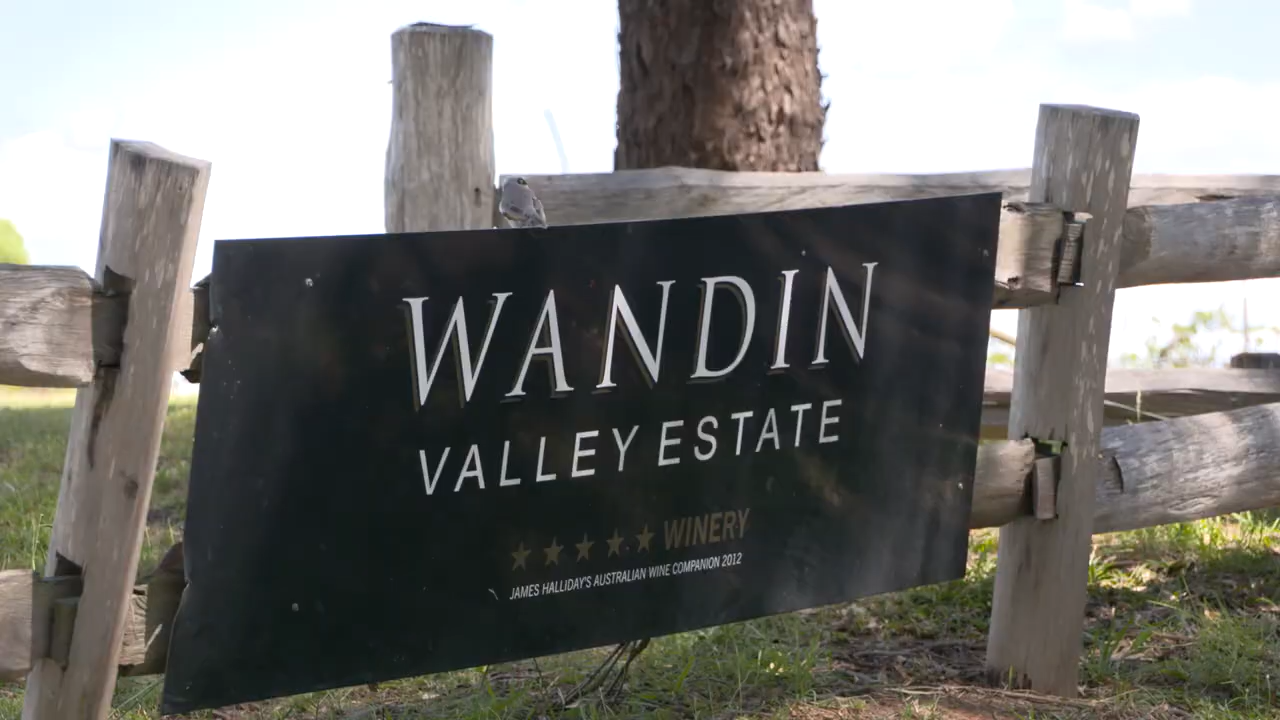 WANDIN
VALLEY ESTATE
★★★★★ WINERY
JAMES HALLIDAY'S AUSTRALIAN WINE COMPANION 2012